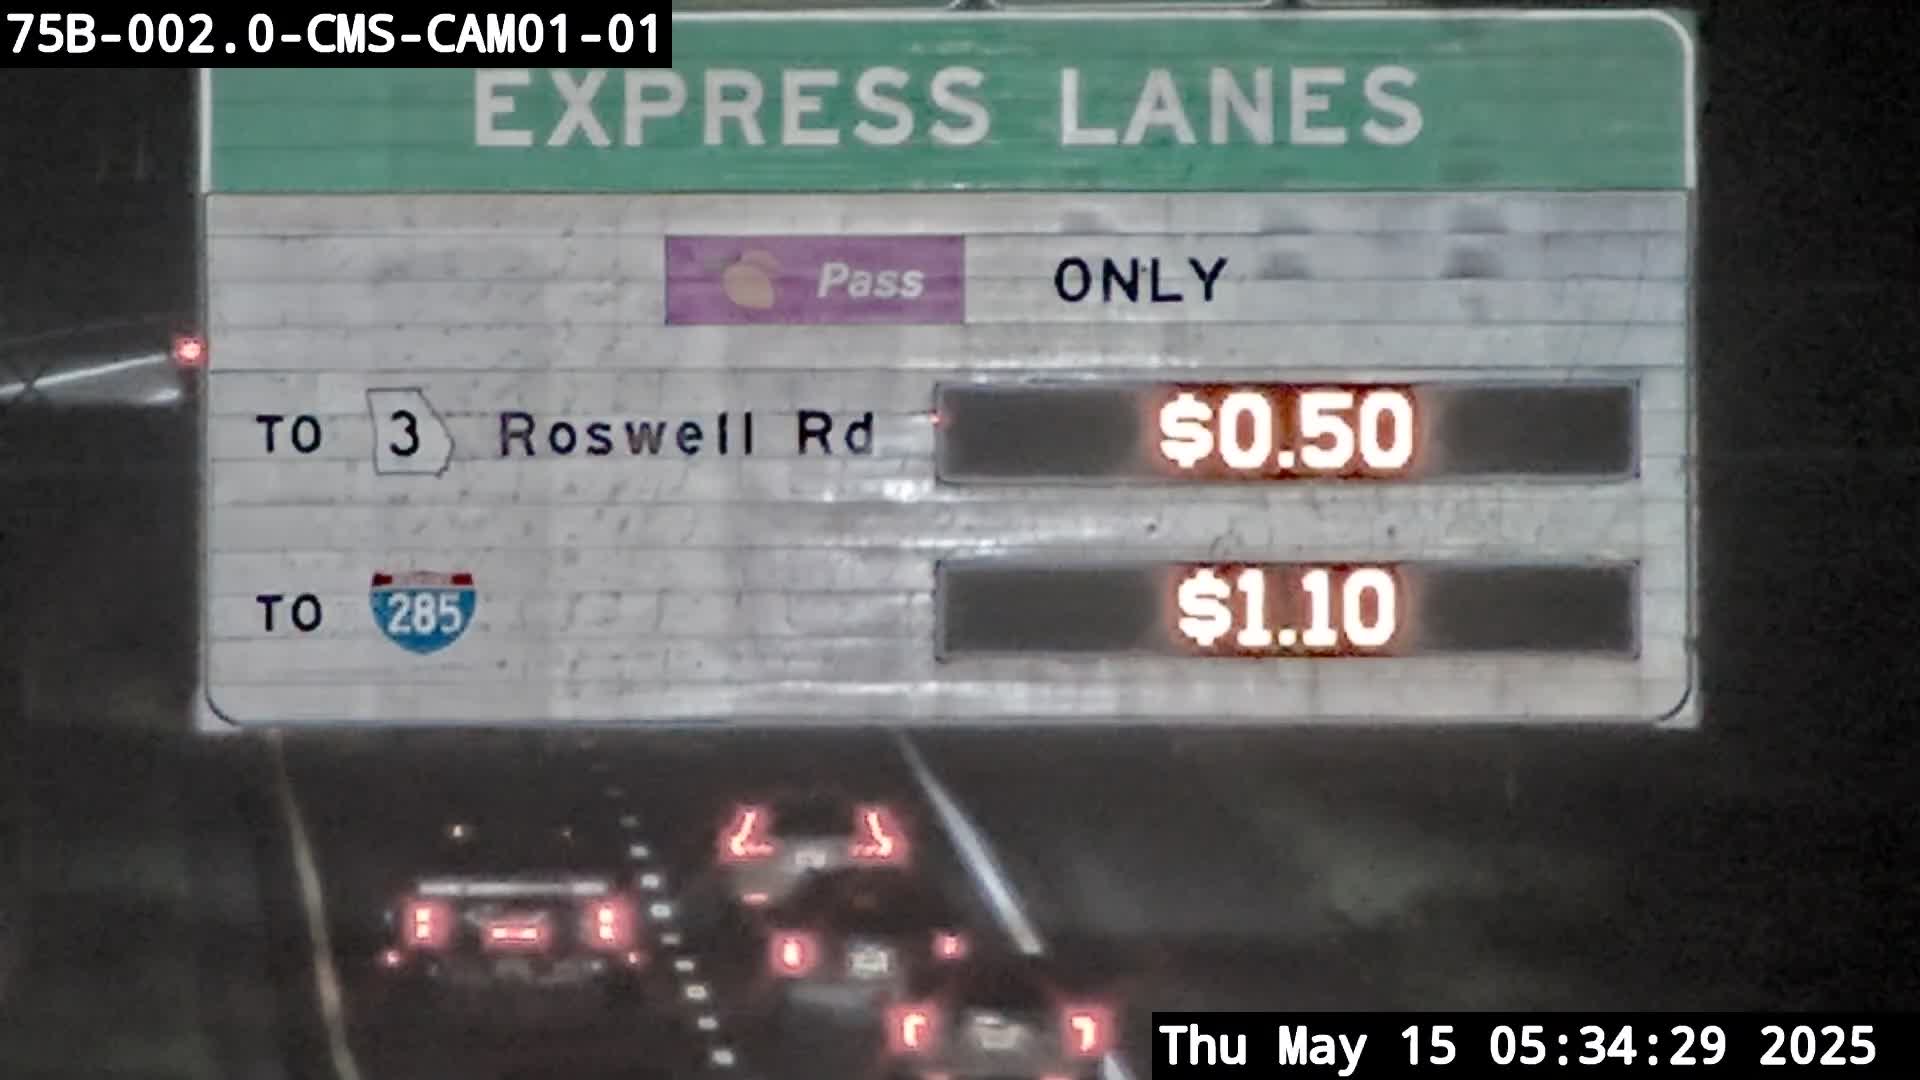 75B-002.0-CMS-CAM01-01
EXPRESS LANES
Pass ONLY
TO 3 Roswell Rd $0.50
TO 285 $1.10
Thu May 15 05:34:29 2025